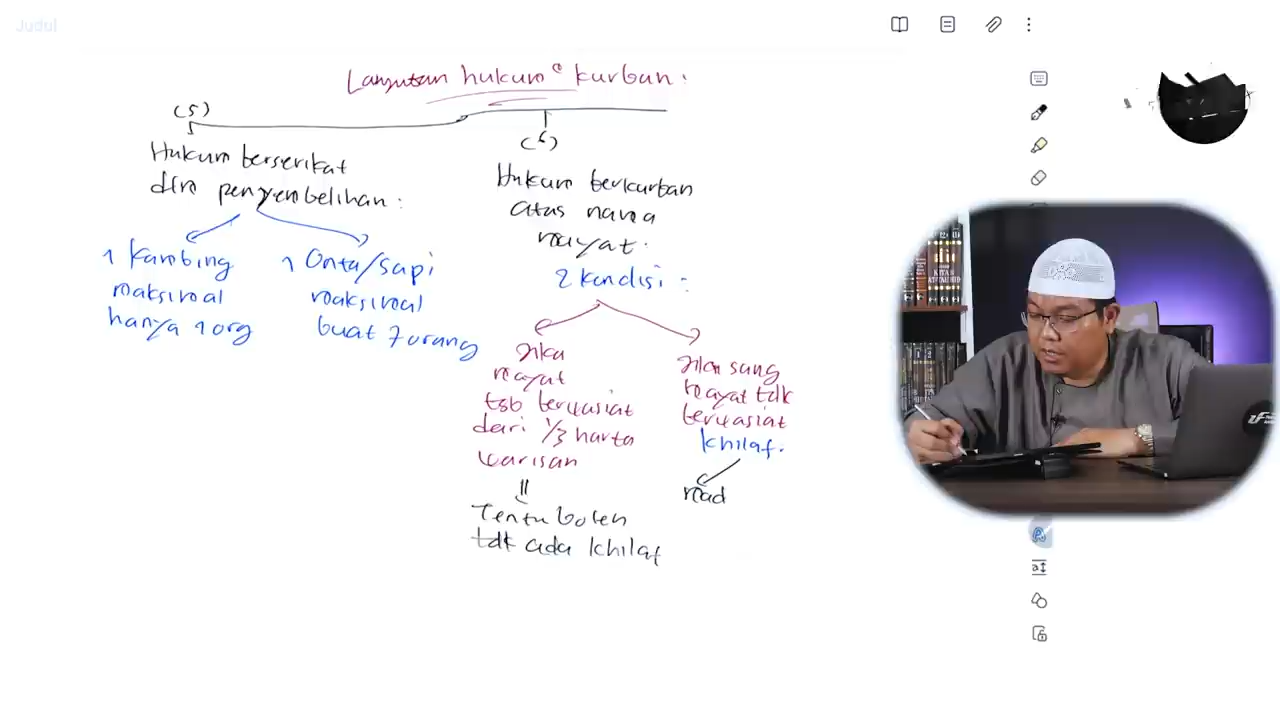 Judul
Lanjutan hukum² kurban :
(5)
Hukum berserikat
dlm penyembelihan :
1 Kambing
maksimal
hanya 1 org
1 Onta/sapi
maksimal
buat 7 orang
(6)
Hukum berkurban
atas nama
mayat.
2 kondisi :
Jika
mayat
tsb berwasiat
dari 1/3 harta
warisan
Tentu boleh
tdk ada khilaf
Jika sang
mayat tdk
berwasiat
khilaf.
mad